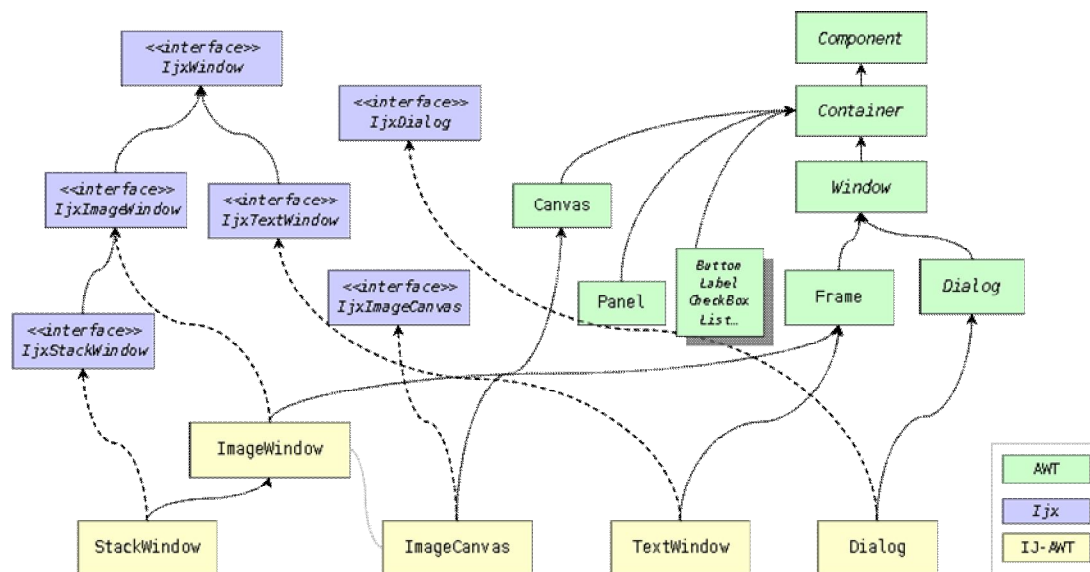 <<interface>>
IjxWindow
Component
<<interface>>
IjxDialog
Container
<<interface>>
IjxImageWindow
<<interface>>
IjxTextWindow
Canvas
Window
<<interface>>
IjxImageCanvas
Panel
Button
Label
CheckBox
List…
Frame
Dialog
<<interface>>
IjxStackWindow
ImageWindow
AWT
Ijx
IJ-AWT
StackWindow
ImageCanvas
TextWindow
Dialog